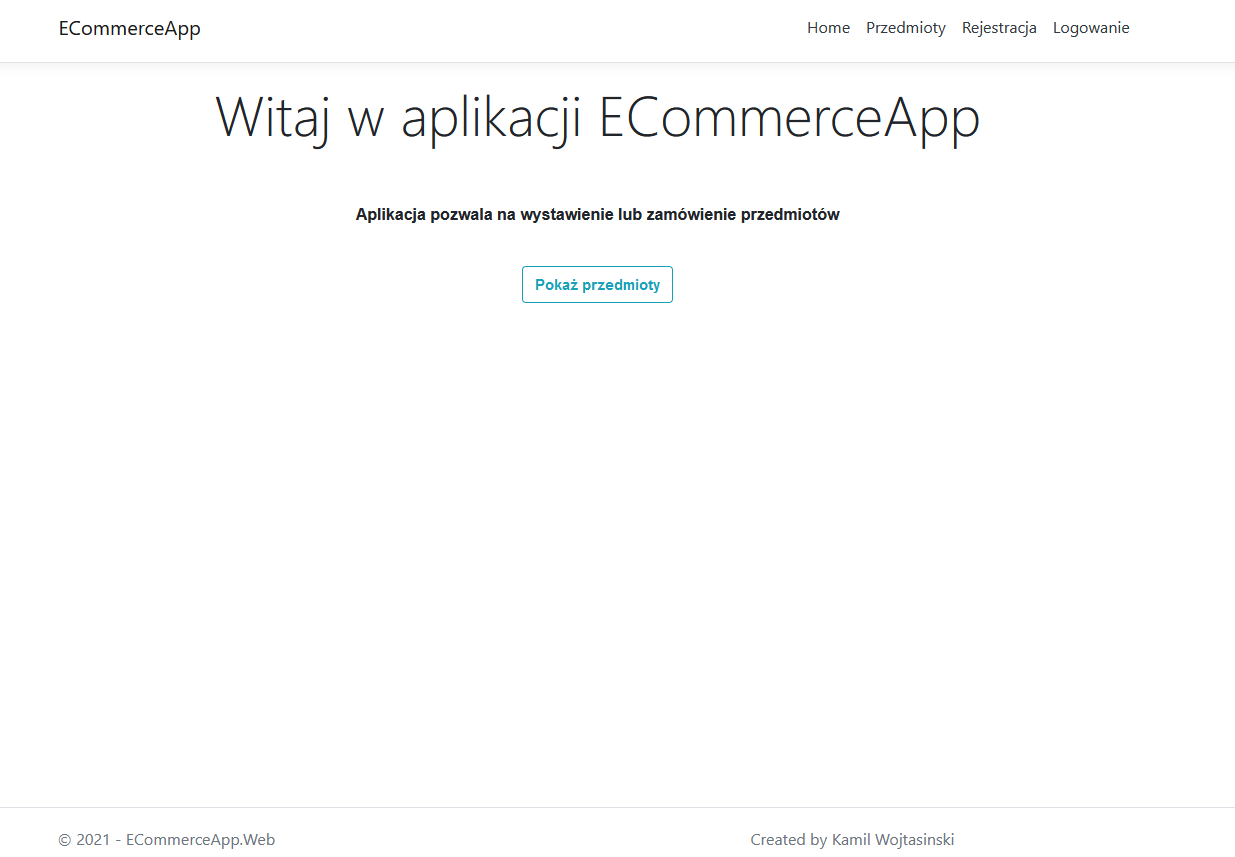 ECommerceApp Home Przedmioty Rejestracja Logowanie
Witaj w aplikacji ECommerceApp
Aplikacja pozwala na wystawienie lub zamówienie przedmiotów
Pokaż przedmioty
© 2021 - ECommerceApp.Web Created by Kamil Wojtasinski